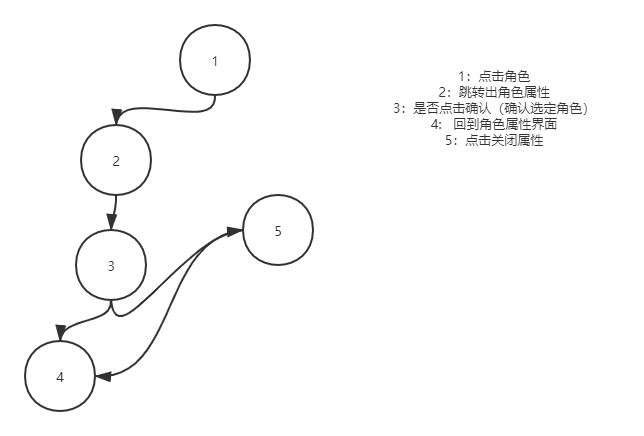 1
1：点击角色
2：跳转出角色属性
3：是否点击确认（确认选定角色）
4： 回到角色属性界面
5：点击关闭属性
2
5
3
4